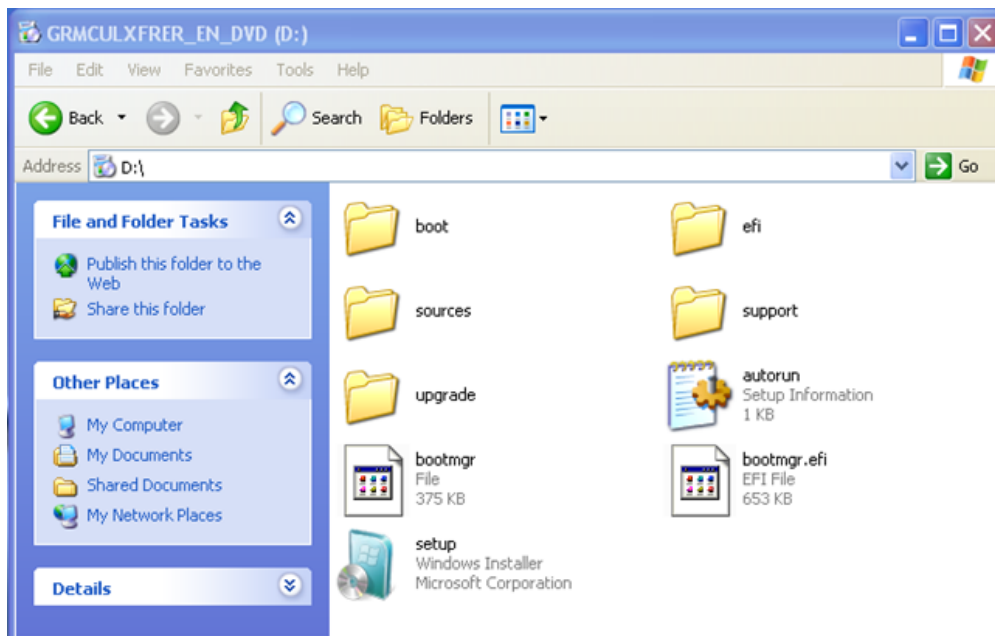 GRMCULXFRER_EN_DVD (D:)
File Edit View Favorites Tools Help
Back Search Folders
Address D:\ Go
File and Folder Tasks
Publish this folder to the
Web
Share this folder
Other Places
My Computer
My Documents
Shared Documents
My Network Places
Details
boot
efi
sources
support
upgrade
autorun
Setup Information
1 KB
bootmgr
File
375 KB
bootmgr.efi
EFI File
653 KB
setup
Windows Installer
Microsoft Corporation